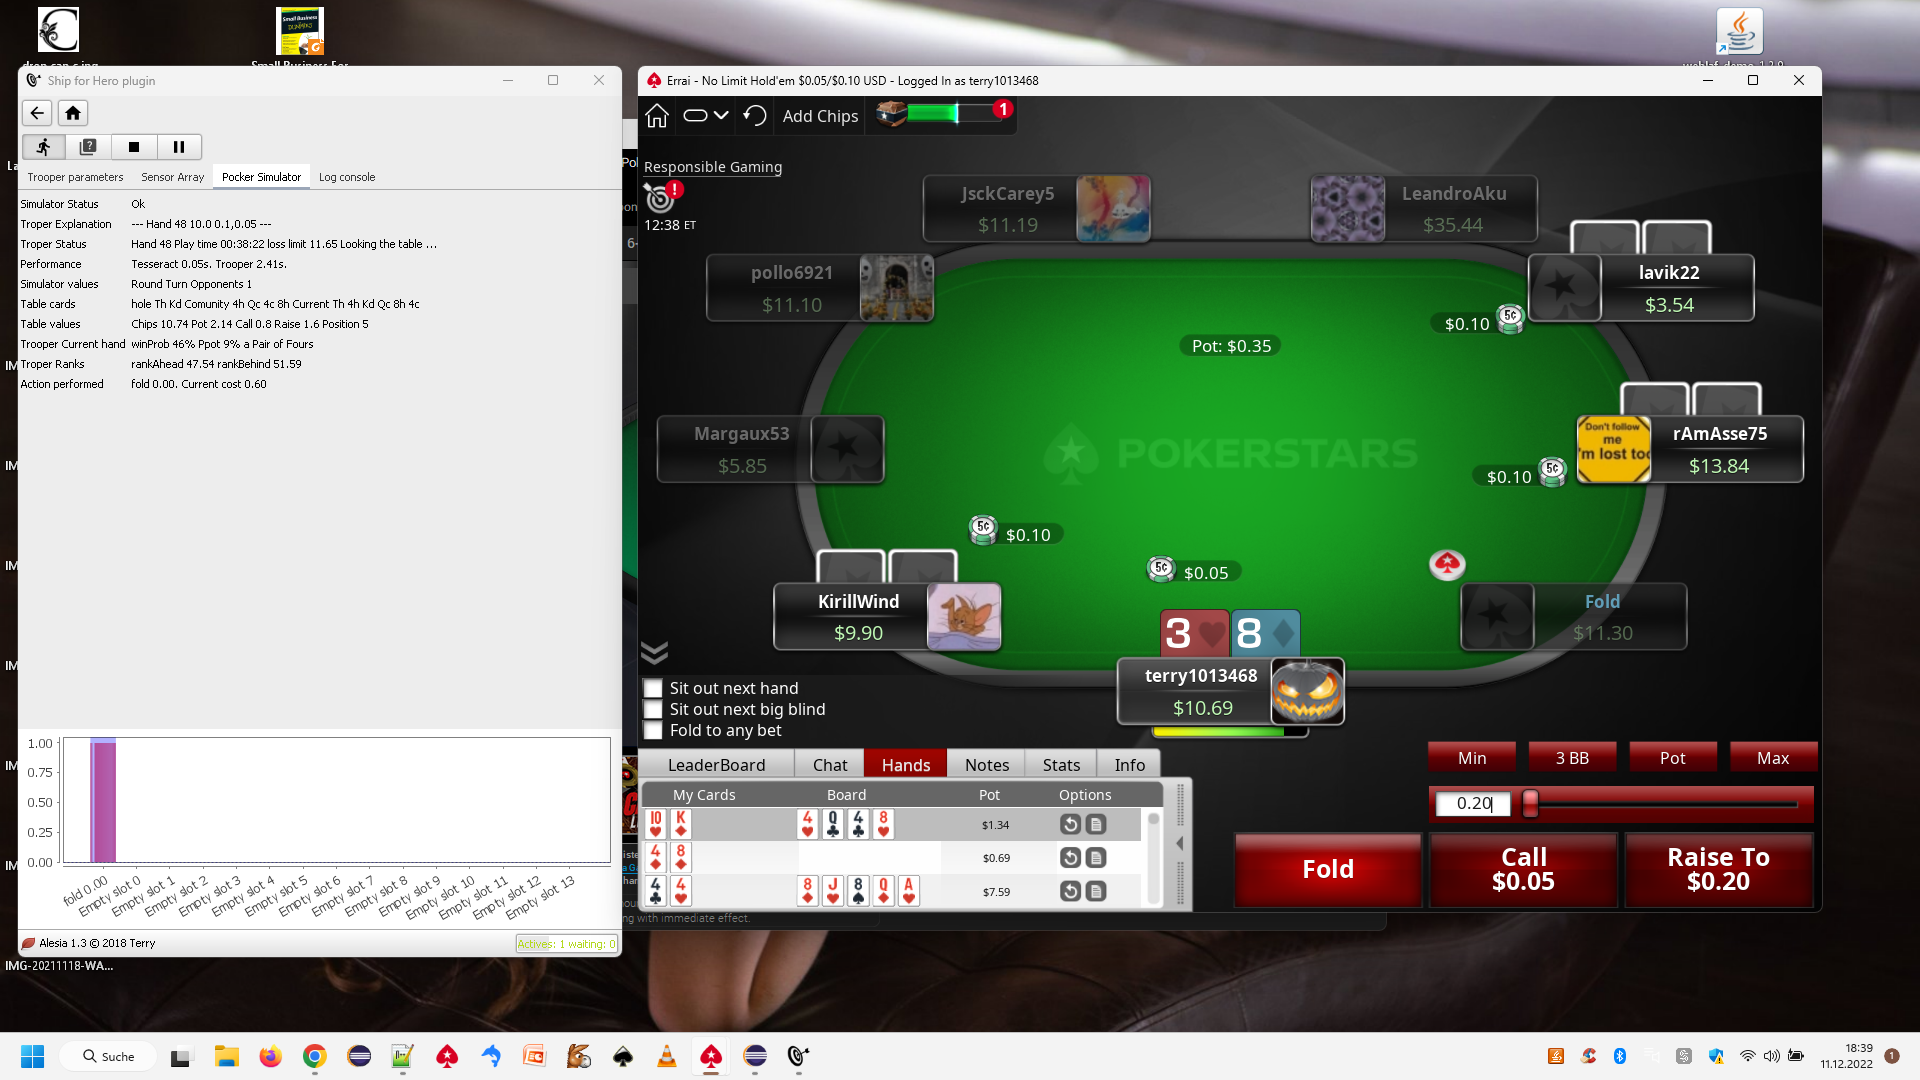 Small Business For
Ship for Hero plugin
Trooper parameters
Sensor Array
Pocker Simulator
Log console
Simulator Status Ok
Troper Explanation --- Hand 48 10.0 0.1,0.05 ---
Troper Status Hand 48 Play time 00:38:22 loss limit 11.65 Looking the table ...
Performance Tesseract 0.05s. Trooper 2.41s.
Simulator values Round Turn Opponents 1
Table cards hole Th Kd Comunity 4h Qc 4c 8h Current Th 4h Kd Qc 8h 4c
Table values Chips 10.74 Pot 2.14 Call 0.8 Raise 1.6 Position 5
Trooper Current hand winProb 46% Ppot 9% a Pair of Fours
Troper Ranks rankAhead 47.54 rankBehind 51.59
Action performed fold 0.00. Current cost 0.60
1.00
0.75
0.50
0.25
0.00
fold 0.00
Empty slot 0
Empty slot 1
Empty slot 2
Empty slot 3
Empty slot 4
Empty slot 5
Empty slot 6
Empty slot 7
Empty slot 8
Empty slot 9
Empty slot 10
Empty slot 11
Empty slot 12
Empty slot 13
Alesia 1.3 © 2018 Terry
Actives: 1 waiting: 0
IMG-20211118-WA...
Errai - No Limit Hold'em $0.05/$0.10 USD - Logged In as terry1013468
Add Chips
1
Responsible Gaming
12:38 ET
JsckCarey5
$11.19
LeandroAku
$35.44
pollo6921
$11.10
lavik22
$3.54
$0.10
Pot: $0.35
Margaux53
$5.85
POKERSTARS
Don't follow
me
I'm lost too
rAmAsse75
$13.84
$0.10
$0.10
$0.05
KirillWind
$9.90
3 8
Fold
$11.30
terry1013468
$10.69
Sit out next hand
Sit out next big blind
Fold to any bet
LeaderBoard
Chat
Hands
Notes
Stats
Info
My Cards Board Pot Options
10 K 4 Q 4 8 $1.34
4 8 $0.69
4 4 8 J 8 Q A $7.59
ng with immediate effect.
Min
3 BB
Pot
Max
0.20
Fold
Call
$0.05
Raise To
$0.20
Suche
18:39
11.12.2022
1